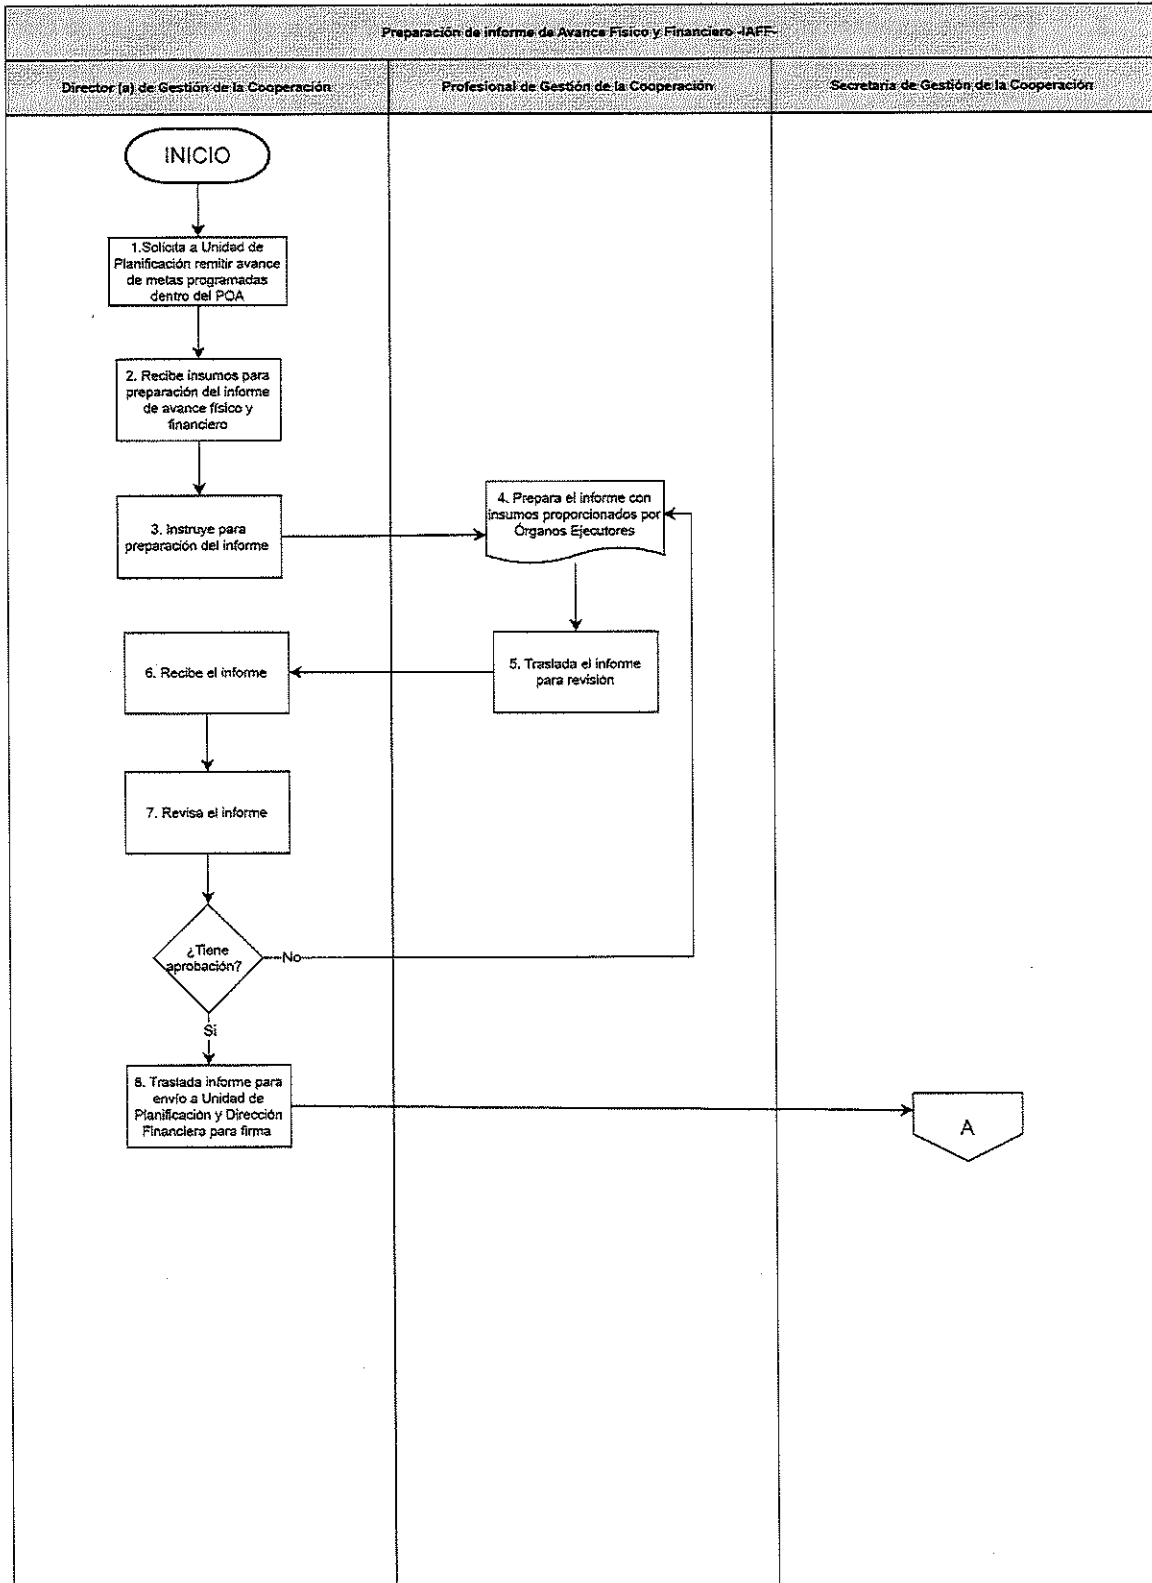 Preparación de informe de Avance Físico y Financiero -IAFF-
Director (a) de Gestión de la Cooperación
Profesional de Gestión de la Cooperación
Secretaria de Gestión de la Cooperación
INICIO
1.Solicita a Unidad de
Planificación remitir avance
de metas programadas
dentro del POA
2. Recibe insumos para
preparación del informe
de avance físico y
financiero
3. Instruye para
preparación del informe
4. Prepara el informe con
insumos proporcionados por
Órganos Ejecutores
5. Traslada el informe
para revisión
6. Recibe el informe
7. Revisa el informe
¿Tiene
aprobación?
No
Si
8. Traslada informe para
envío a Unidad de
Planificación y Dirección
Financiera para firma
A